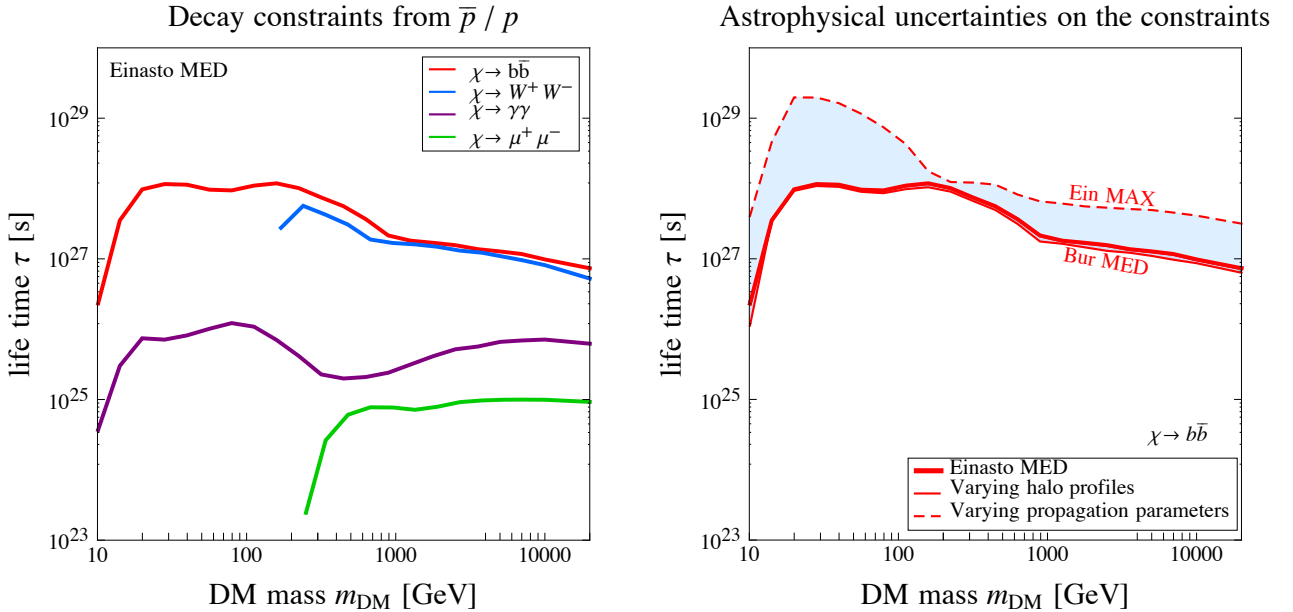 Decay constraints from p̅ / p
Einasto MED
χ→ bb̅
χ→ W⁺ W⁻
χ→ γγ
χ→ μ⁺ μ⁻
10²⁹
10²⁷
10²⁵
10²³
life time τ [s]
10
100
1000
10000
DM mass m_DM [GeV]
Astrophysical uncertainties on the constraints
10²⁹
10²⁷
10²⁵
10²³
life time τ [s]
Ein MAX
Bur MED
χ→ bb̅
Einasto MED
Varying halo profiles
Varying propagation parameters
10
100
1000
10000
DM mass m_DM [GeV]